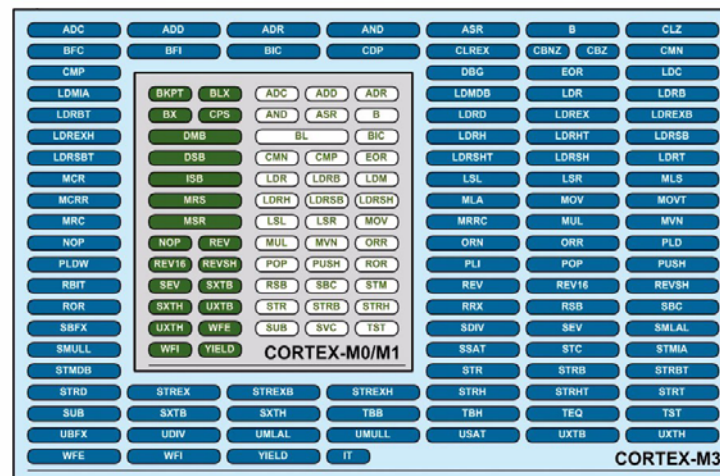 ADC ADD ADR AND ASR B CLZ
BFC BFI BIC CDP CLREX CBNZ CBZ CMN
CMP DBG EOR LDC
LDMIA BKPT BLX ADC ADD ADR LDMDB LDR LDRB
LDRBT BX CPS AND ASR B LDRD LDREX LDREXB
LDREXH DMB BL BIC LDRH LDRHT LDRSB
LDRSBT DSB CMN CMP EOR LDRSHT LDRSH LDRT
MCR ISB LDR LDRB LDM LSL LSR MLS
MCRR MRS LDRH LDRSB LDRSH MLA MOV MOVT
MRC MSR LSL LSR MOV MRRC MUL MVN
NOP NOP REV MUL MVN ORR ORN ORR PLD
PLDW REV16 REVSH POP PUSH ROR PLI POP PUSH
RBIT SEV SXTB RSB SBC STM REV REV16 REVSH
ROR SXTH UXTB STR STRB STRH RRX RSB SBC
SBFX UXTH WFE SUB SVC TST SDIV SEV SMLAL
SMULL WFI YIELD CORTEX-M0/M1 SSAT STC STMIA
STMDB STR STRB STRBT
STRD STREX STREXB STREXH STRH STRHT STRT
SUB SXTB SXTH TBB TBH TEQ TST
UBFX UDIV UMLAL UMULL USAT UXTB UXTH
WFE WFI YIELD IT CORTEX-M3